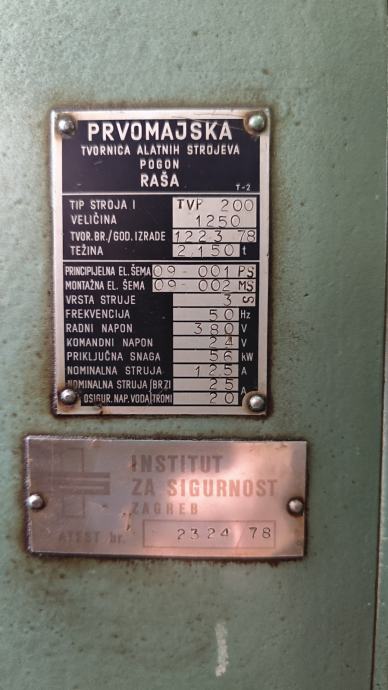 PRVOMAJSKA
TVORNICA ALATNIH STROJEVA
POGON
RAŠA
T-2
TIP STROJA I TVP 200
VELIČINA 1250
TVOR.BR./GOD.IZRADE 1223 78
TEŽINA 2.150 t
PRINCIPIJELNA EL. ŠEMA 09-001 PS
MONTAŽNA EL. ŠEMA 09-002 MS
VRSTA STRUJE 3 S
FREKVENCIJA 50 Hz
RADNI NAPON 380 V
KOMANDNI NAPON 24 V
PRIKLJUČNA SNAGA 56 kW
NOMINALNA STRUJA 12.5 A
NOMINALNA STRUJA BRZI 25 A
OSIGUR. NAP. VODA TROMI 20
INSTITUT
ZA SIGURNOST
ZAGREB
ATEST br. 2324 78